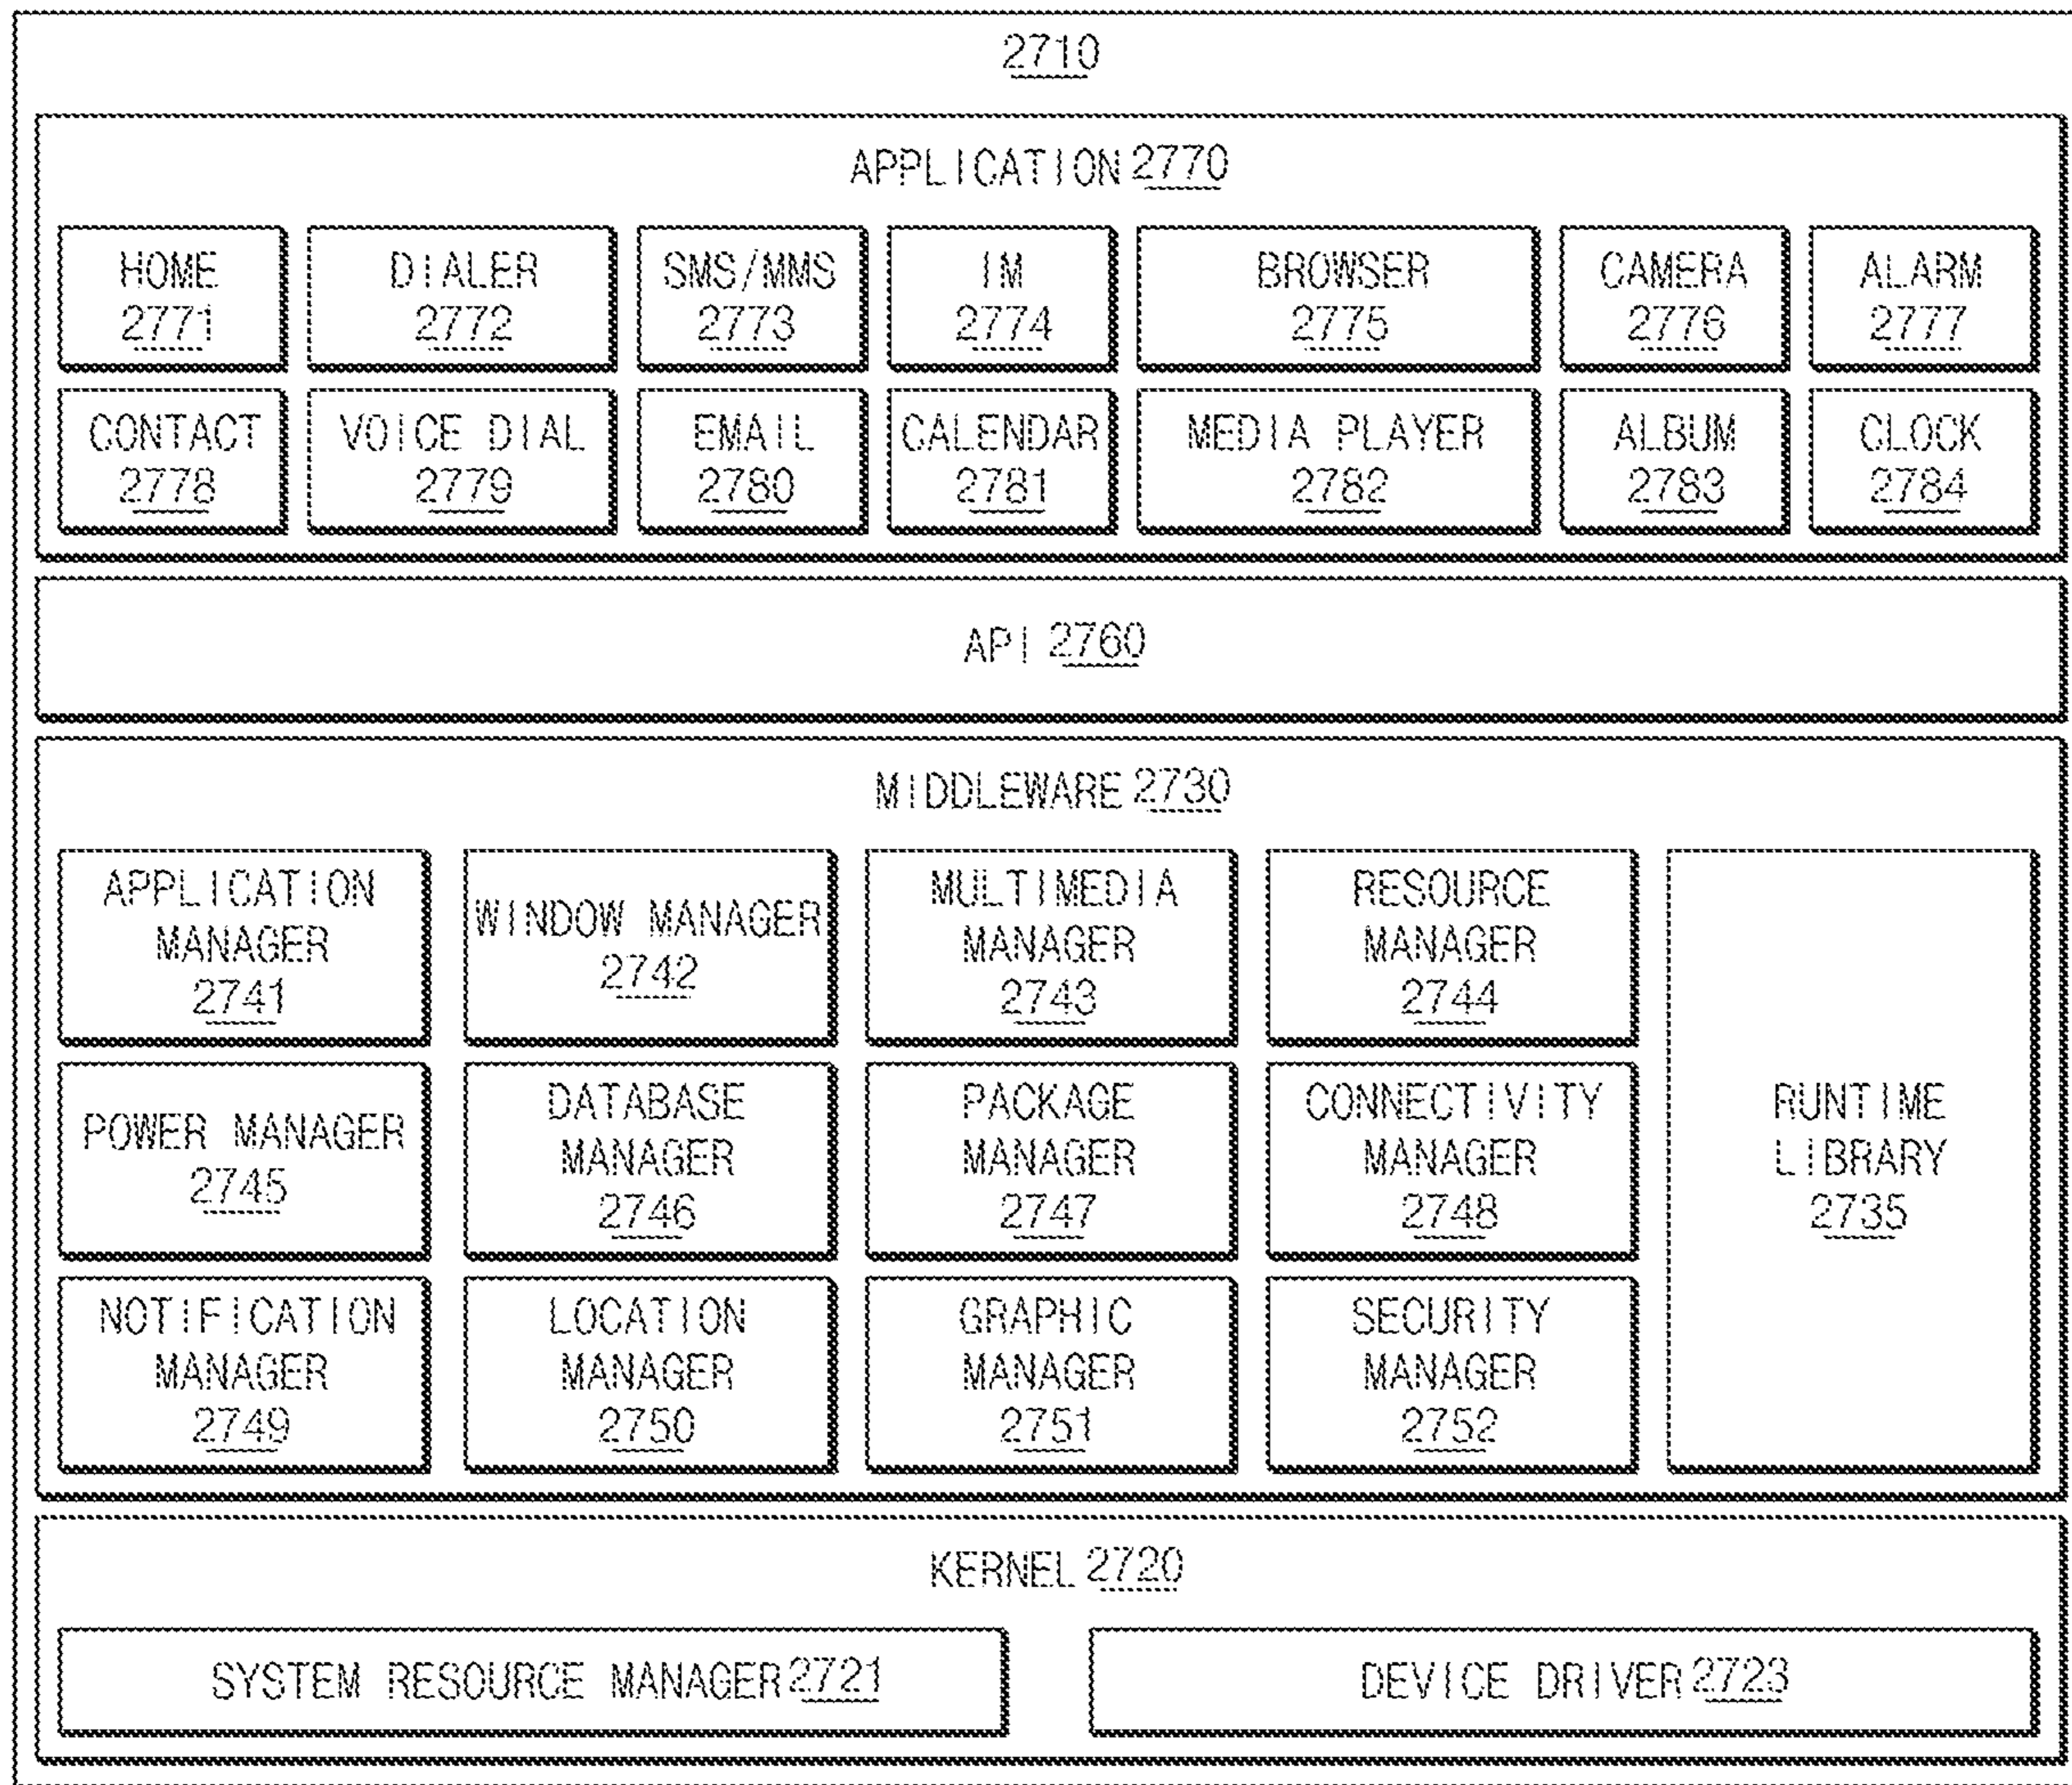 2710
APPLICATION 2770
HOME
2771
DIALER
2772
SMS/MMS
2773
IM
2774
BROWSER
2775
CAMERA
2776
ALARM
2777
CONTACT
2778
VOICE DIAL
2779
EMAIL
2780
CALENDAR
2781
MEDIA PLAYER
2782
ALBUM
2783
CLOCK
2784
API 2760
MIDDLEWARE 2730
APPLICATION
MANAGER
2741
WINDOW MANAGER
2742
MULTIMEDIA
MANAGER
2743
RESOURCE
MANAGER
2744
POWER MANAGER
2745
DATABASE
MANAGER
2746
PACKAGE
MANAGER
2747
CONNECTIVITY
MANAGER
2748
RUNTIME
LIBRARY
2735
NOTIFICATION
MANAGER
2749
LOCATION
MANAGER
2750
GRAPHIC
MANAGER
2751
SECURITY
MANAGER
2752
KERNEL 2720
SYSTEM RESOURCE MANAGER 2721
DEVICE DRIVER 2723